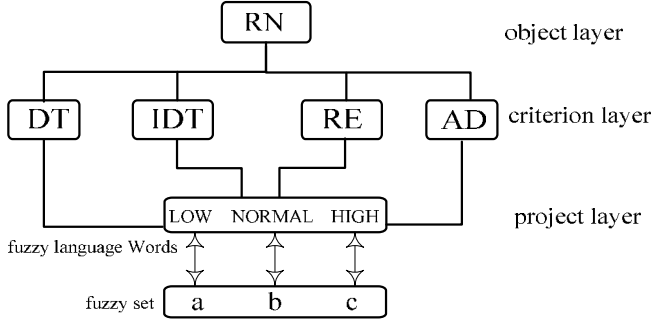 RN
object layer
DT IDT RE AD
criterion layer
LOW NORMAL HIGH
project layer
fuzzy language Words
fuzzy set
a b c